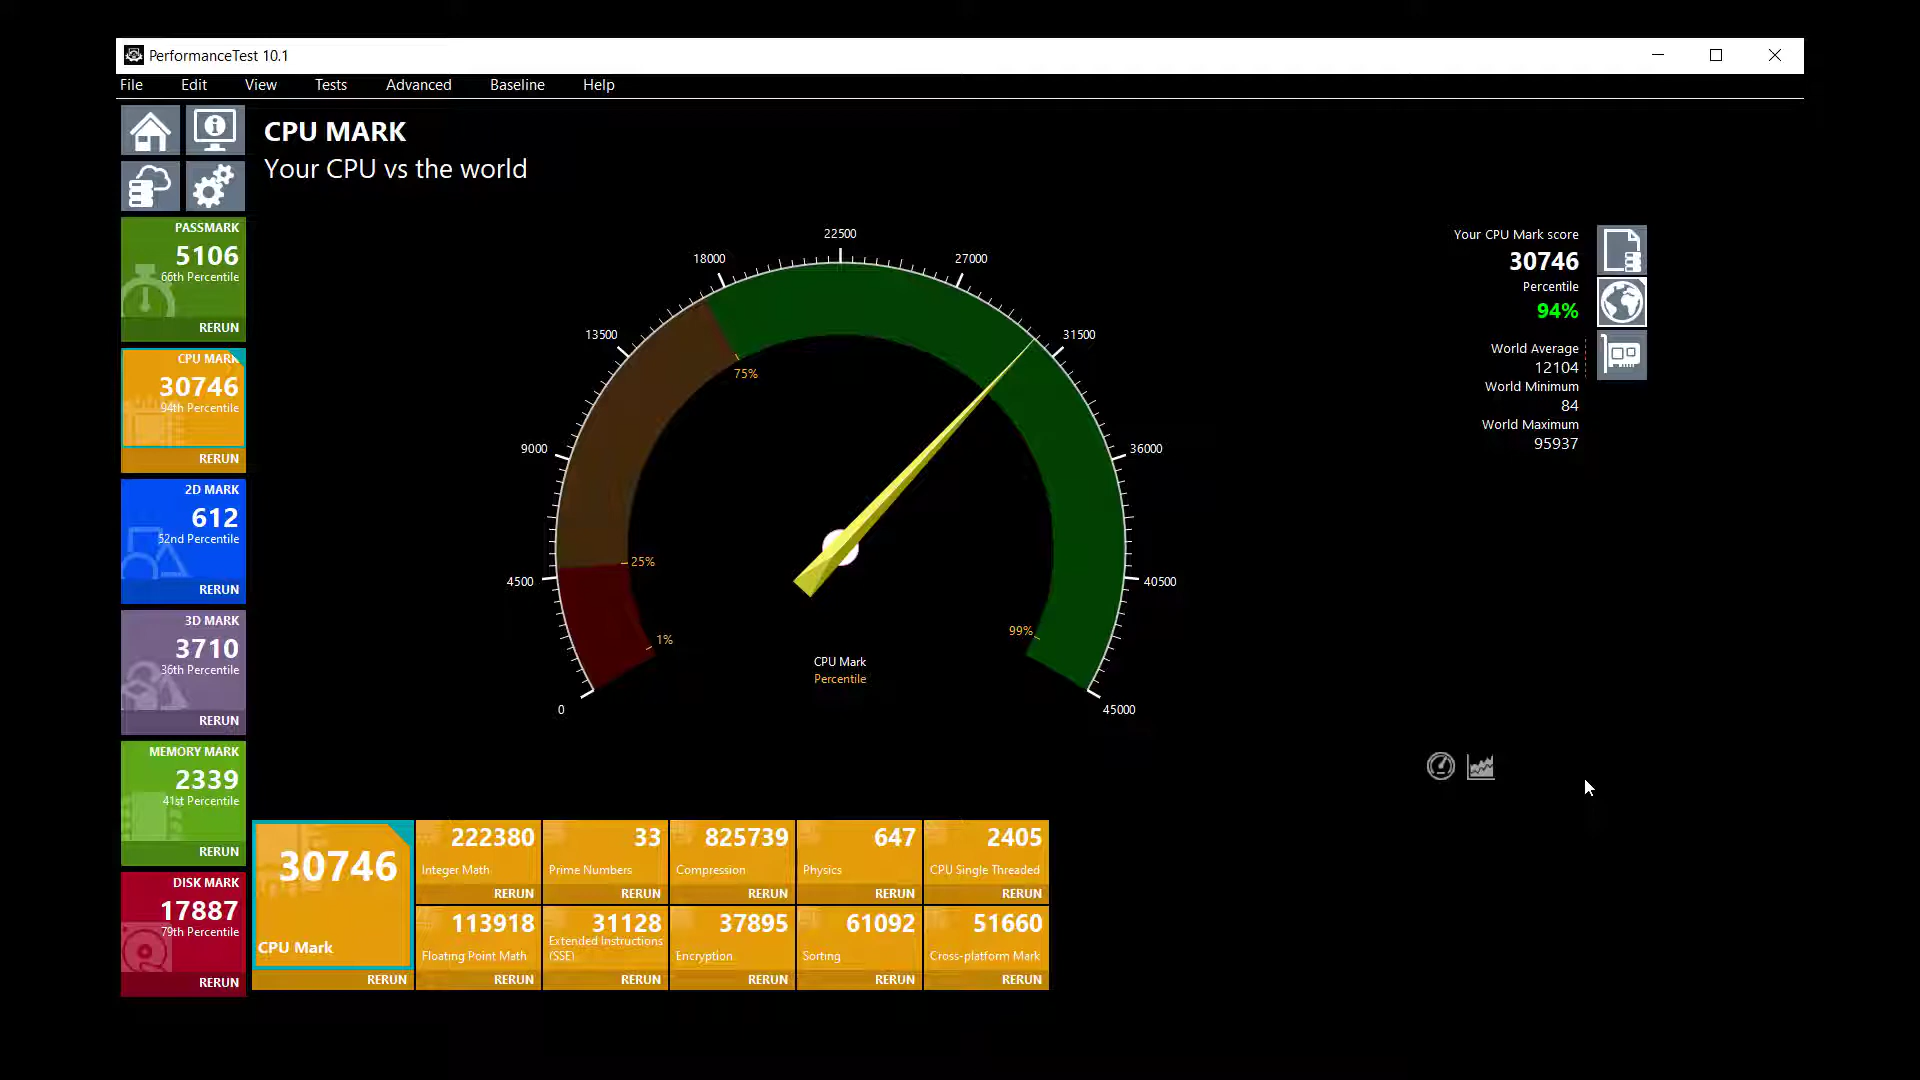 PerformanceTest 10.1
File Edit View Tests Advanced Baseline Help
CPU MARK
Your CPU vs the world
PASSMARK
5106
66th Percentile
RERUN
CPU MARK
30746
94th Percentile
RERUN
2D MARK
612
52nd Percentile
RERUN
3D MARK
3710
36th Percentile
RERUN
MEMORY MARK
2339
41st Percentile
RERUN
DISK MARK
17887
79th Percentile
RERUN
0
4500
9000
13500
18000
22500
27000
31500
36000
40500
45000
1%
25%
75%
99%
CPU Mark
Percentile
Your CPU Mark score
30746
Percentile
94%
World Average
12104
World Minimum
84
World Maximum
95937
30746
CPU Mark
RERUN
222380
Integer Math
RERUN
33
Prime Numbers
RERUN
825739
Compression
RERUN
647
Physics
RERUN
2405
CPU Single Threaded
RERUN
113918
Floating Point Math
RERUN
31128
Extended Instructions
(SSE)
RERUN
37895
Encryption
RERUN
61092
Sorting
RERUN
51660
Cross-platform Mark
RERUN